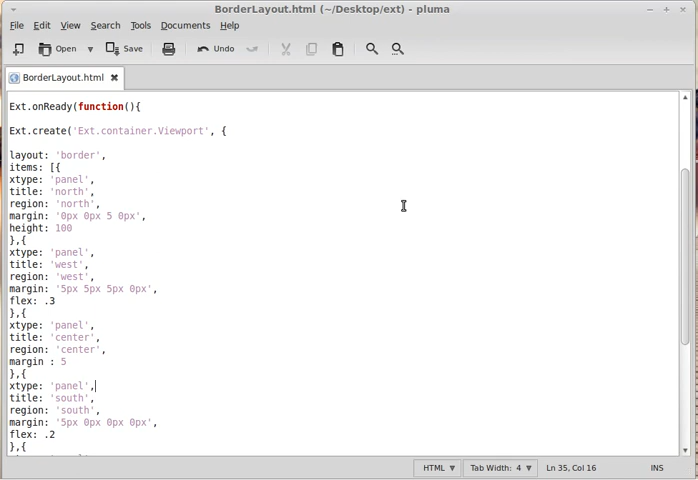 BorderLayout.html (~/Desktop/ext) - pluma
File Edit View Search Tools Documents Help
Open Save Undo
BorderLayout.html
Ext.onReady(function(){
Ext.create('Ext.container.Viewport', {
layout: 'border',
items: [{
xtype: 'panel',
title: 'north',
region: 'north',
margin: '0px 0px 5 0px',
height: 100
},{
xtype: 'panel',
title: 'west',
region: 'west',
margin: '5px 5px 5px 0px',
flex: .3
},{
xtype: 'panel',
title: 'center',
region: 'center',
margin : 5
},{
xtype: 'panel',
title: 'south',
region: 'south',
margin: '5px 0px 0px 0px',
flex: .2
},{
HTML Tab Width: 4 Ln 35, Col 16 INS